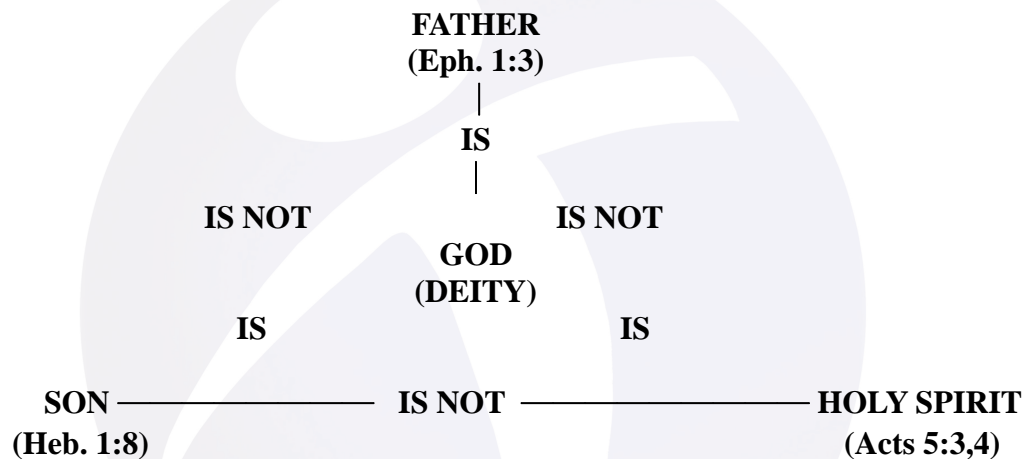 FATHER
(Eph. 1:3)
IS
IS NOT IS NOT
GOD
(DEITY)
IS IS
SON IS NOT HOLY SPIRIT
(Heb. 1:8) (Acts 5:3,4)